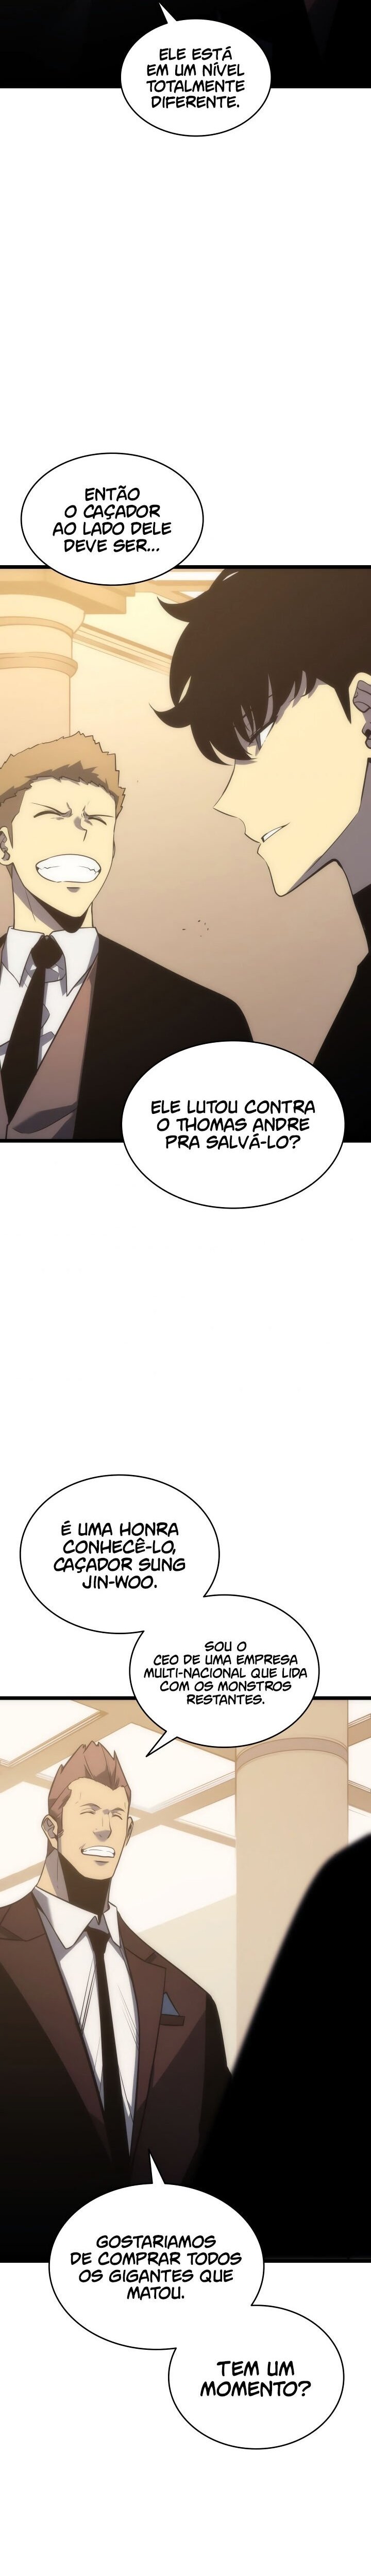 ELE ESTÁ
EM UM NÍVEL
TOTALMENTE
DIFERENTE.
ENTÃO
O CAÇADOR
AO LADO DELE
DEVE SER...
ELE LUTOU CONTRA
O THOMAS ANDRE
PRA SALVÁ-LO?
É UMA HONRA
CONHECÊ-LO,
CAÇADOR SUNG
JIN-WOO.
SOU O
CEO DE UMA EMPRESA
MULTI-NACIONAL QUE LIDA
COM OS MONSTROS
RESTANTES.
GOSTARIAMOS
DE COMPRAR TODOS
OS GIGANTES QUE
MATOU.
TEM UM
MOMENTO?